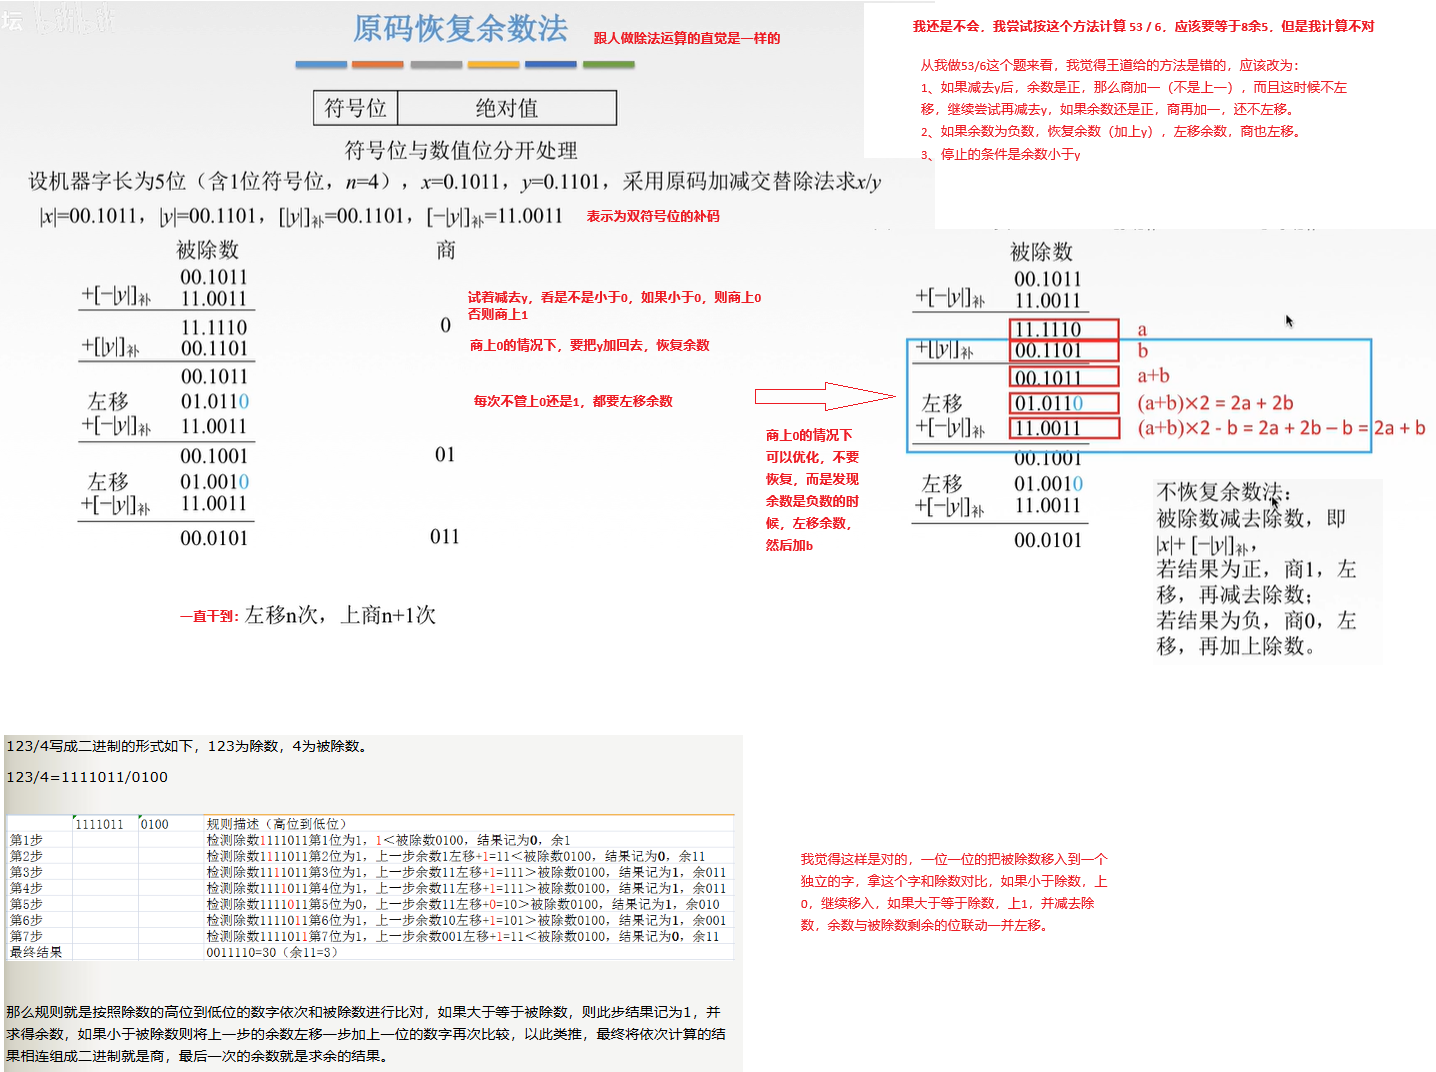 坛
原码恢复余数法
跟人做除法运算的直觉是一样的
符号位 绝对值
符号位与数值位分开处理
设机器字长为5位（含1位符号位，n=4），x=0.1011，y=0.1101，采用原码加减交替除法求x/y
|x|=00.1011，|y|=00.1101，[|y|]补=00.1101，[−|y|]补=11.0011
表示为双符号位的补码
被除数 商
00.1011
+[−|y|]补 11.0011
11.1110 0
+[|y|]补 00.1101
00.1011
左移 01.0110
+[−|y|]补 11.0011
00.1001 01
左移 01.0010
+[−|y|]补 11.0011
00.0101 011
试着减去y，看是不是小于0，如果小于0，则商上0
否则商上1
商上0的情况下，要把y加回去，恢复余数
每次不管上0还是1，都要左移余数
一直干到：左移n次，上商n+1次
我还是不会，我尝试按这个方法计算 53 / 6，应该要等于8余5，但是我计算不对
从我做53/6这个题来看，我觉得王道给的方法是错的，应该改为：
1、如果减去y后，余数是正，那么商加一（不是上一），而且这时候不左
移，继续尝试再减去y，如果余数还是正，商再加一，还不左移。
2、如果余数为负数，恢复余数（加上y），左移余数，商也左移。
3、停止的条件是余数小于y
被除数
00.1011
+[−|y|]补 11.0011
11.1110 a
+[|y|]补 00.1101 b
00.1011 a+b
左移 01.0110 (a+b)×2 = 2a + 2b
+[−|y|]补 11.0011 (a+b)×2 - b = 2a + 2b – b = 2a + b
00.1001
左移 01.0010
+[−|y|]补 11.0011
00.0101
商上0的情况下
可以优化，不要
恢复，而是发现
余数是负数的时
候，左移余数，
然后加b
不恢复余数法：
被除数减去除数，即
|x|+ [−|y|]补，
若结果为正，商1，左
移，再减去除数；
若结果为负，商0，左
移，再加上除数。
123/4写成二进制的形式如下，123为除数，4为被除数。
123/4=1111011/0100
1111011 0100 规则描述（高位到低位）
第1步 检测除数1111011第1位为1，1＜被除数0100，结果记为0，余1
第2步 检测除数1111011第2位为1，上一步余数1左移+1=11＜被除数0100，结果记为0，余11
第3步 检测除数1111011第3位为1，上一步余数11左移+1=111＞被除数0100，结果记为1，余011
第4步 检测除数1111011第4位为1，上一步余数11左移+1=111＞被除数0100，结果记为1，余011
第5步 检测除数1111011第5位为0，上一步余数11左移+0=10＞被除数0100，结果记为1，余010
第6步 检测除数1111011第6位为1，上一步余数10左移+1=101＞被除数0100，结果记为1，余001
第7步 检测除数1111011第7位为1，上一步余数001左移+1=11＜被除数0100，结果记为0，余11
最终结果 0011110=30（余11=3）
那么规则就是按照除数的高位到低位的数字依次和被除数进行比对，如果大于等于被除数，则此步结果记为1，并
求得余数，如果小于被除数则将上一步的余数左移一步加上一位的数字再次比较，以此类推，最终将依次计算的结
果相连组成二进制就是商，最后一次的余数就是求余的结果。
我觉得这样是对的，一位一位的把被除数移入到一个
独立的字，拿这个字和除数对比，如果小于除数，上
0，继续移入，如果大于等于除数，上1，并减去除
数，余数与被除数剩余的位联动一并左移。